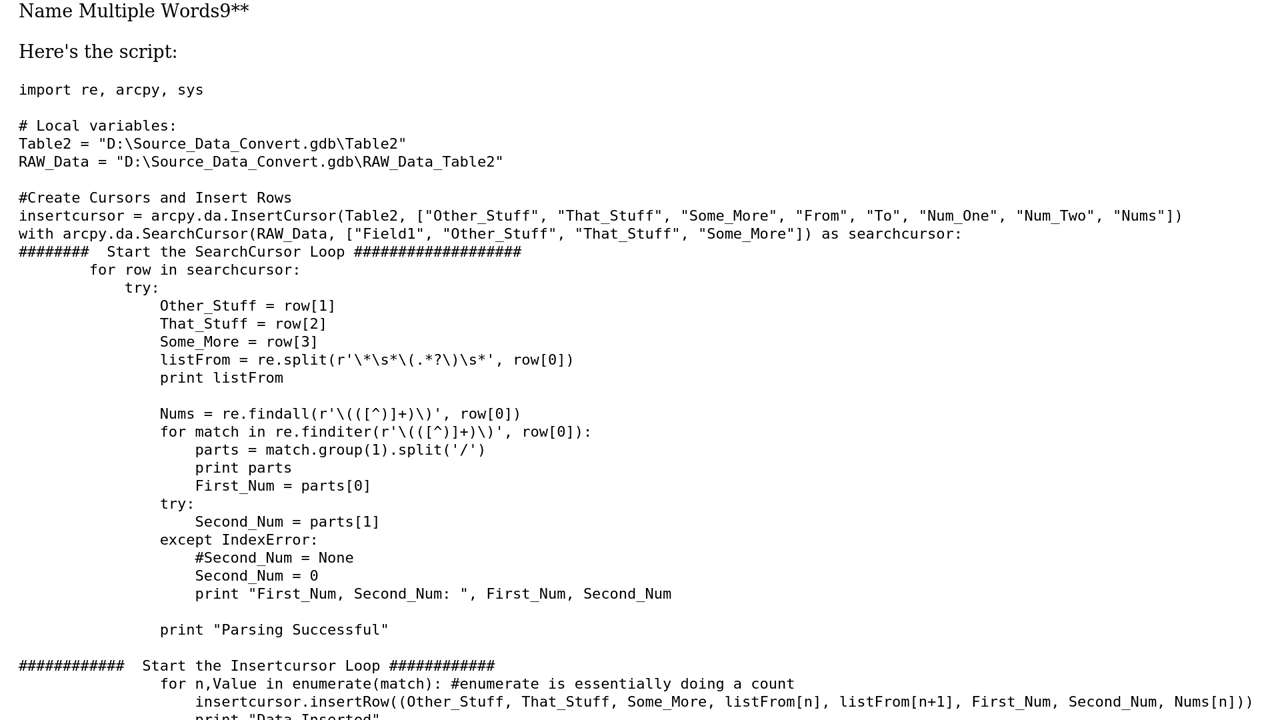 Name Multiple Words9**
Here's the script:
import re, arcpy, sys
# Local variables:
Table2 = "D:\Source_Data_Convert.gdb\Table2"
RAW_Data = "D:\Source_Data_Convert.gdb\RAW_Data_Table2"
#Create Cursors and Insert Rows
insertcursor = arcpy.da.InsertCursor(Table2, ["Other_Stuff", "That_Stuff", "Some_More", "From", "To", "Num_One", "Num_Two", "Nums"])
with arcpy.da.SearchCursor(RAW_Data, ["Field1", "Other_Stuff", "That_Stuff", "Some_More"]) as searchcursor:
########  Start the SearchCursor Loop ###################
        for row in searchcursor:
            try:
                Other_Stuff = row[1]
                That_Stuff = row[2]
                Some_More = row[3]
                listFrom = re.split(r'\*\s*\(.*?\)\s*', row[0])
                print listFrom
                Nums = re.findall(r'\(([^)]+)\)', row[0])
                for match in re.finditer(r'\(([^)]+)\)', row[0]):
                    parts = match.group(1).split('/')
                    print parts
                    First_Num = parts[0]
                try:
                    Second_Num = parts[1]
                except IndexError:
                    #Second_Num = None
                    Second_Num = 0
                    print "First_Num, Second_Num: ", First_Num, Second_Num
                print "Parsing Successful"
############  Start the Insertcursor Loop ############
                for n,Value in enumerate(match): #enumerate is essentially doing a count
                    insertcursor.insertRow((Other_Stuff, That_Stuff, Some_More, listFrom[n], listFrom[n+1], First_Num, Second_Num, Nums[n]))
                    print "Data Inserted"